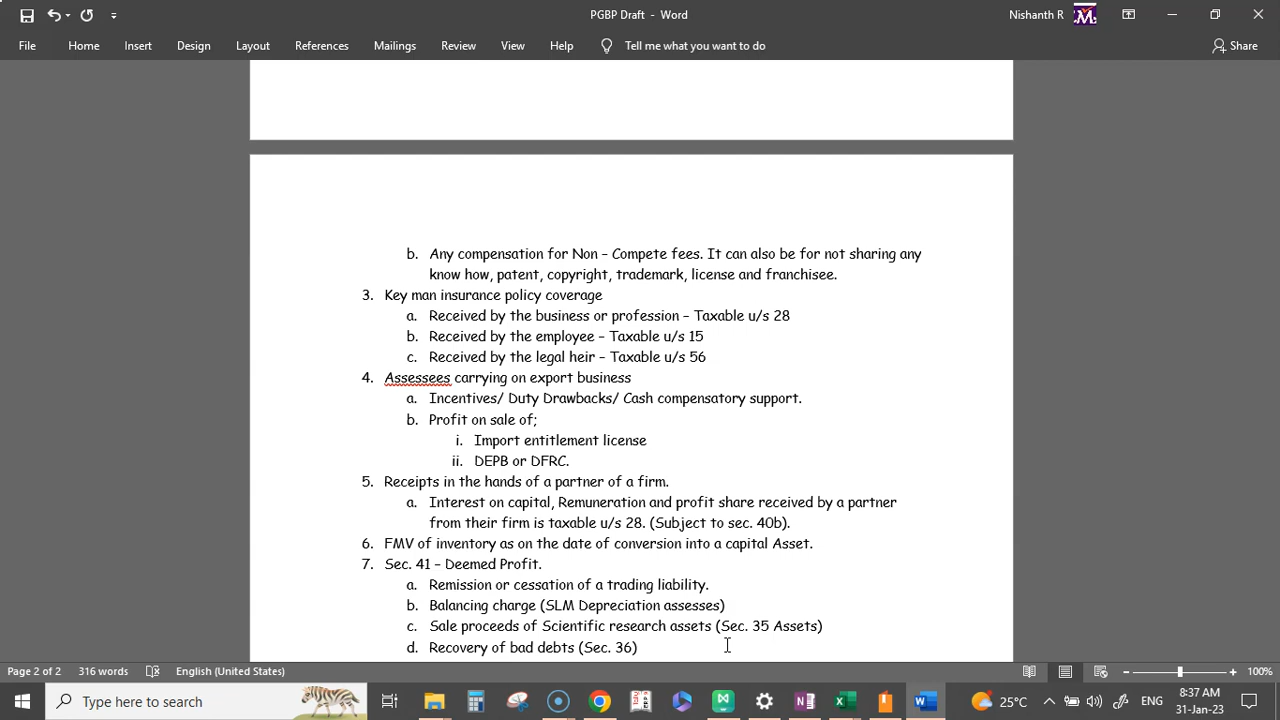 PGBP Draft - Word
Nishanth R
File Home Insert Design Layout References Mailings Review View Help Tell me what you want to do Share
b. Any compensation for Non – Compete fees. It can also be for not sharing any
know how, patent, copyright, trademark, license and franchisee.
3. Key man insurance policy coverage
a. Received by the business or profession – Taxable u/s 28
b. Received by the employee – Taxable u/s 15
c. Received by the legal heir – Taxable u/s 56
4. Assessees carrying on export business
a. Incentives/ Duty Drawbacks/ Cash compensatory support.
b. Profit on sale of;
i. Import entitlement license
ii. DEPB or DFRC.
5. Receipts in the hands of a partner of a firm.
a. Interest on capital, Remuneration and profit share received by a partner
from their firm is taxable u/s 28. (Subject to sec. 40b).
6. FMV of inventory as on the date of conversion into a capital Asset.
7. Sec. 41 – Deemed Profit.
a. Remission or cessation of a trading liability.
b. Balancing charge (SLM Depreciation assesses)
c. Sale proceeds of Scientific research assets (Sec. 35 Assets)
d. Recovery of bad debts (Sec. 36)
Page 2 of 2 316 words English (United States) 100%
Type here to search
25°C ENG 8:37 AM
31-Jan-23